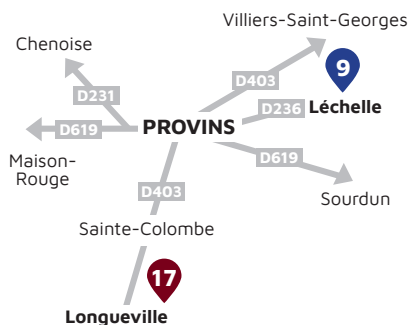 Villiers-Saint-Georges
Chenoise
D403
9
D231
D236
Léchelle
D619
PROVINS
Maison-
Rouge
D619
D403
Sourdun
Sainte-Colombe
17
Longueville